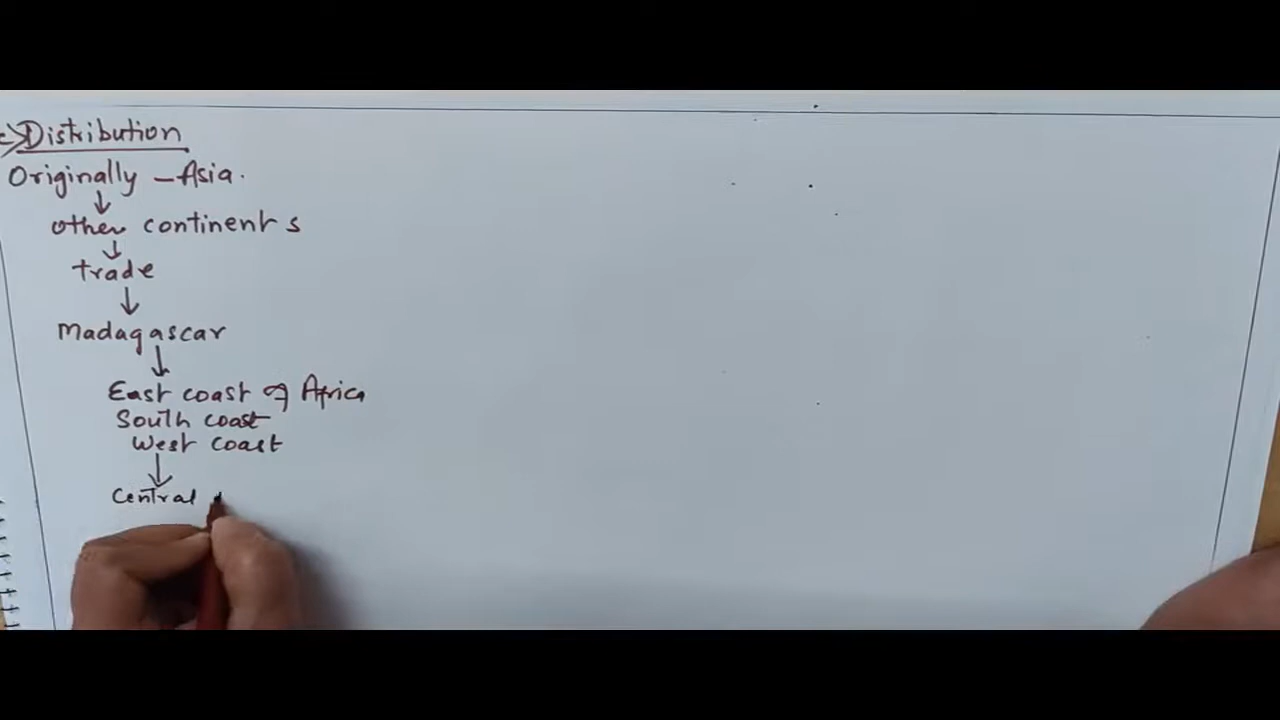 c) Distribution
Originally - Asia.
↓
other continents
↓
trade
↓
Madagascar
↓
East coast of Africa
South coast
West coast
↓
Central